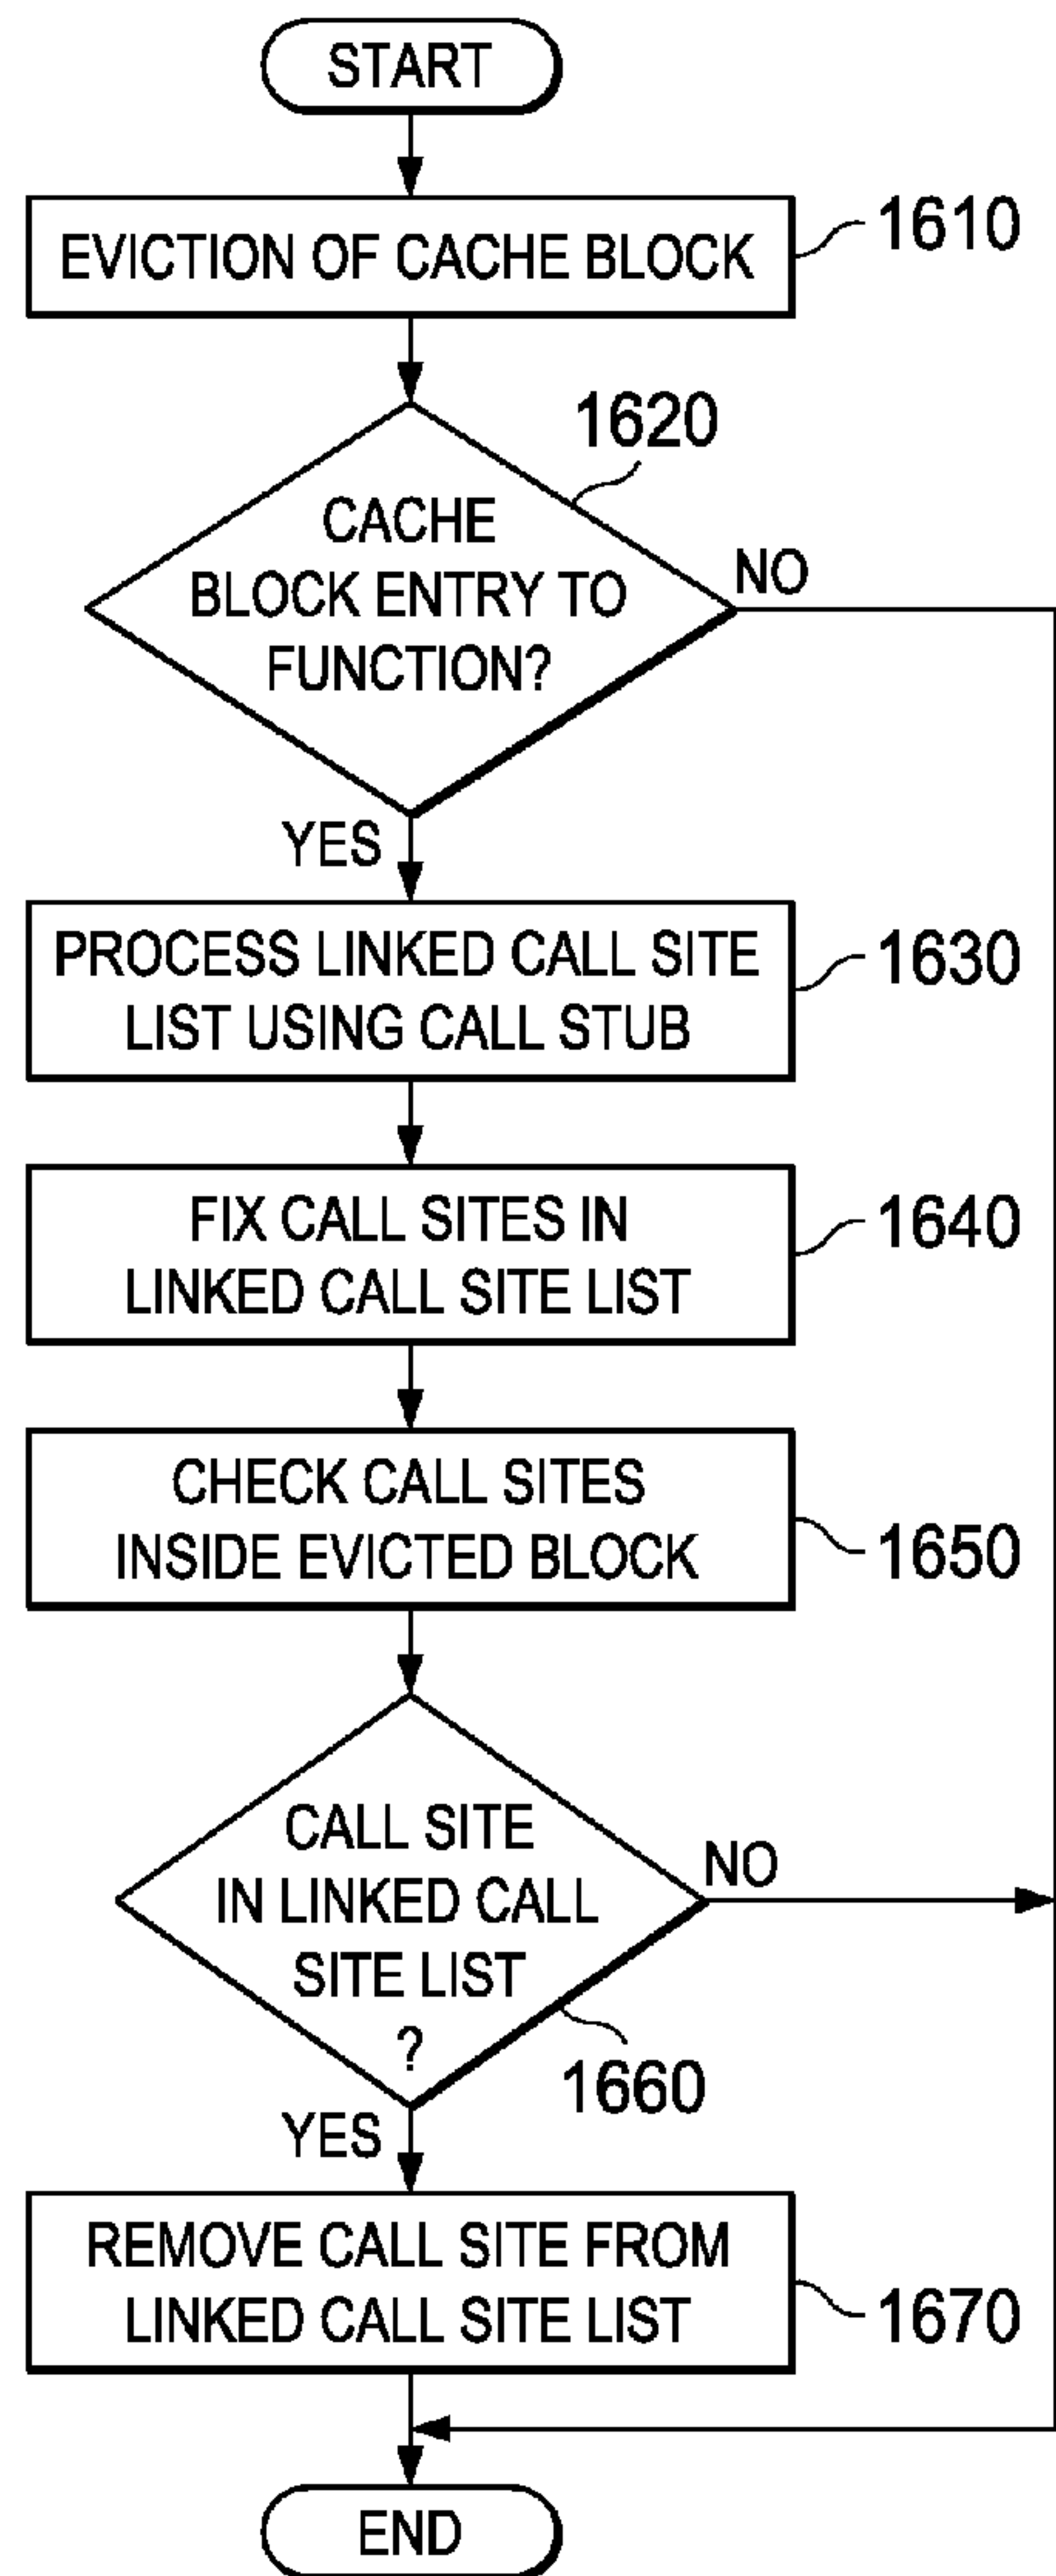 START
EVICTION OF CACHE BLOCK
1610
1620
CACHE
BLOCK ENTRY TO
FUNCTION?
NO
YES
PROCESS LINKED CALL SITE
LIST USING CALL STUB
1630
FIX CALL SITES IN
LINKED CALL SITE LIST
1640
CHECK CALL SITES
INSIDE EVICTED BLOCK
1650
CALL SITE
IN LINKED CALL
SITE LIST
?
NO
1660
YES
REMOVE CALL SITE FROM
LINKED CALL SITE LIST
1670
END